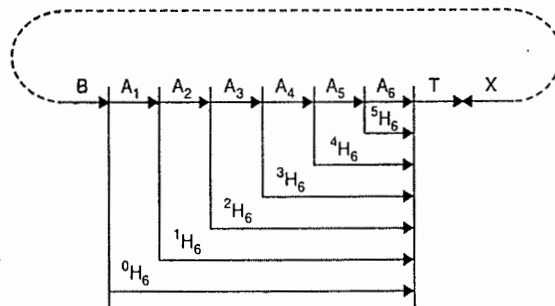 B A₁ A₂ A₃ A₄ A₅ A₆ T X
⁵H₆
⁴H₆
³H₆
²H₆
¹H₆
⁰H₆